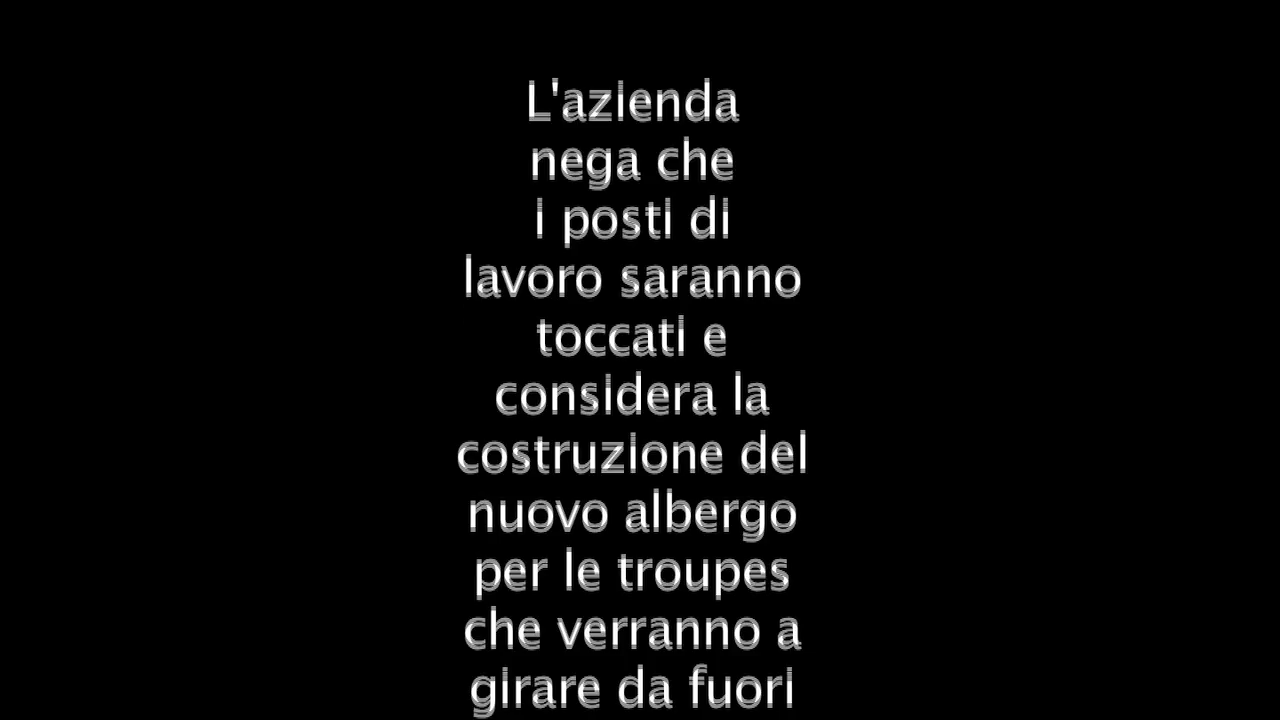 L'azienda
nega che
i posti di
lavoro saranno
toccati e
considera la
costruzione del
nuovo albergo
per le troupes
che verranno a
girare da fuori